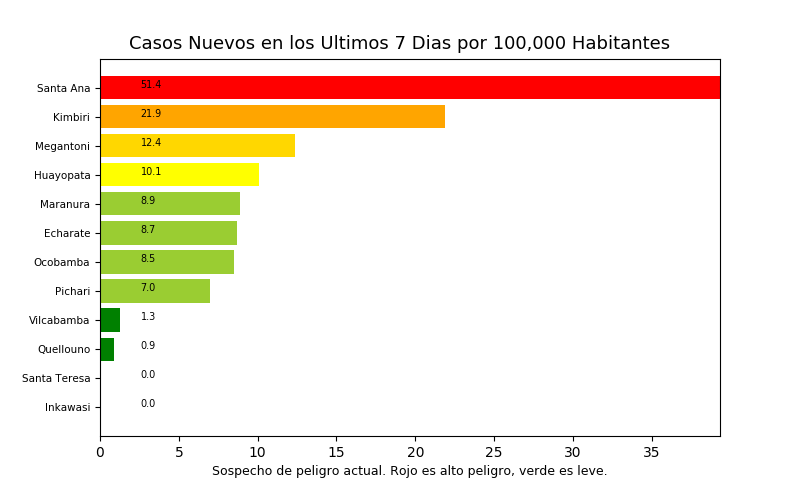 Casos Nuevos en los Ultimos 7 Dias por 100,000 Habitantes
Santa Ana 51.4
Kimbiri 21.9
Megantoni 12.4
Huayopata 10.1
Maranura 8.9
Echarate 8.7
Ocobamba 8.5
Pichari 7.0
Vilcabamba 1.3
Quellouno 0.9
Santa Teresa 0.0
Inkawasi 0.0
0 5 10 15 20 25 30 35
Sospecho de peligro actual. Rojo es alto peligro, verde es leve.